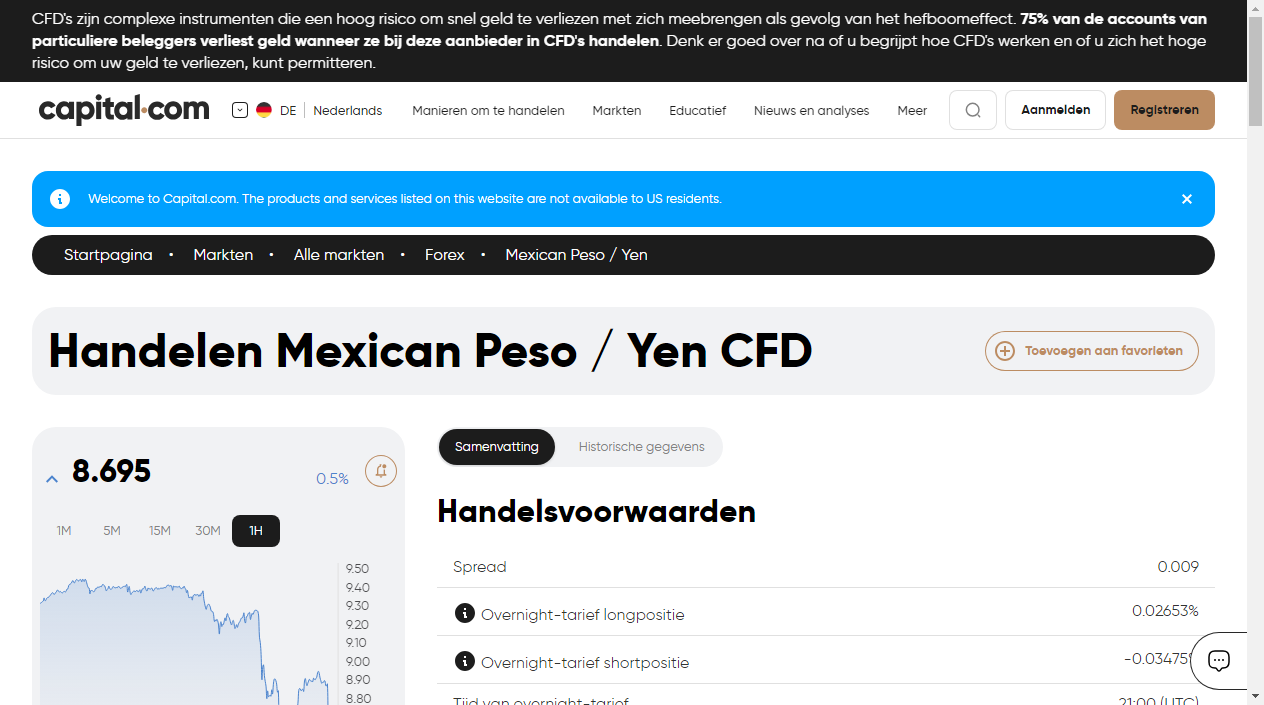 CFD's zijn complexe instrumenten die een hoog risico om snel geld te verliezen met zich meebrengen als gevolg van het hefboomeffect. 75% van de accounts van
particuliere beleggers verliest geld wanneer ze bij deze aanbieder in CFD's handelen. Denk er goed over na of u begrijpt hoe CFD's werken en of u zich het hoge
risico om uw geld te verliezen, kunt permitteren.
capital.com DE Nederlands Manieren om te handelen Markten Educatief Nieuws en analyses Meer Aanmelden Registreren
Welcome to Capital.com. The products and services listed on this website are not available to US residents.
Startpagina • Markten • Alle markten • Forex • Mexican Peso / Yen
Handelen Mexican Peso / Yen CFD
Toevoegen aan favorieten
8.695 0.5%
1M 5M 15M 30M 1H
9.50
9.40
9.30
9.20
9.10
9.00
8.90
8.80
Samenvatting Historische gegevens
Handelsvoorwaarden
Spread 0.009
Overnight-tarief longpositie 0.02653%
Overnight-tarief shortpositie -0.03475%
Tijd van overnight-tarief 21:00 (UTC)